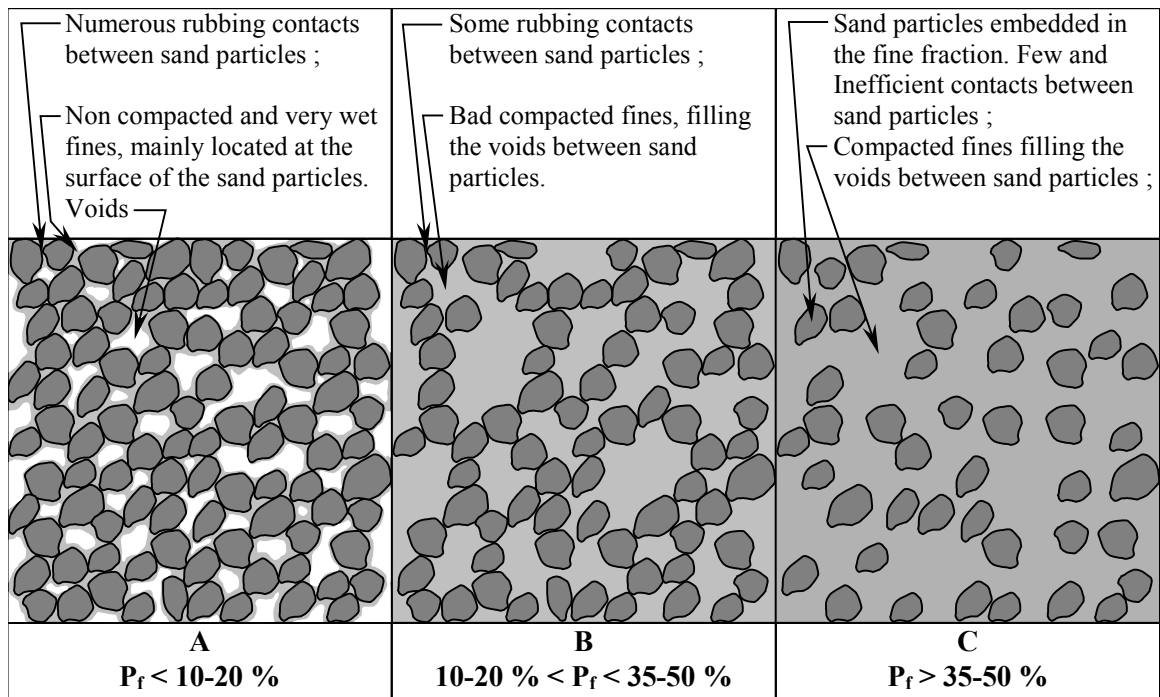 Numerous rubbing contacts
between sand particles ;
Non compacted and very wet
fines, mainly located at the
surface of the sand particles.
Voids
Some rubbing contacts
between sand particles ;
Bad compacted fines, filling
the voids between sand
particles.
Sand particles embedded in
the fine fraction. Few and
Inefficient contacts between
sand particles ;
Compacted fines filling the
voids between sand particles ;
A
P_f < 10-20 %
B
10-20 % < P_f < 35-50 %
C
P_f > 35-50 %